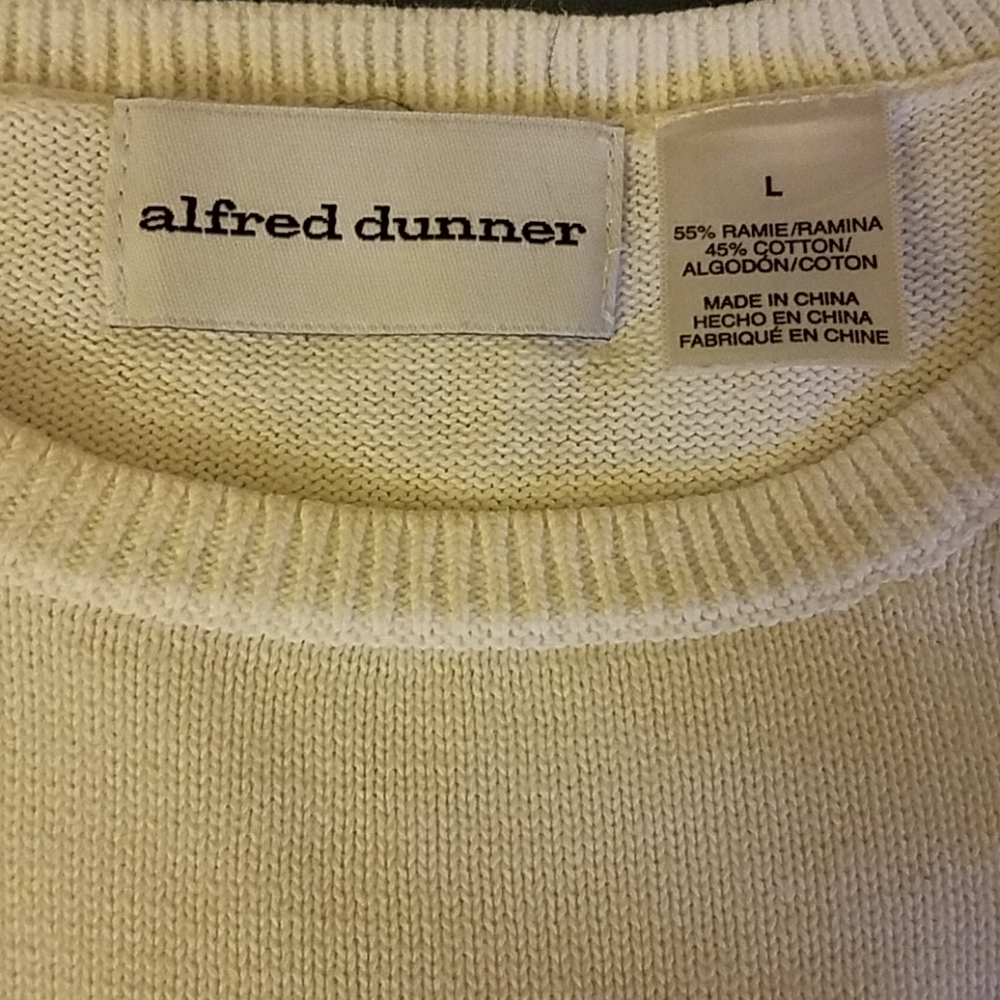 alfred dunner
L
55% RAMIE/RAMINA
45% COTTON/
ALGODÓN/COTON
MADE IN CHINA
HECHO EN CHINA
FABRIQUÉ EN CHINE